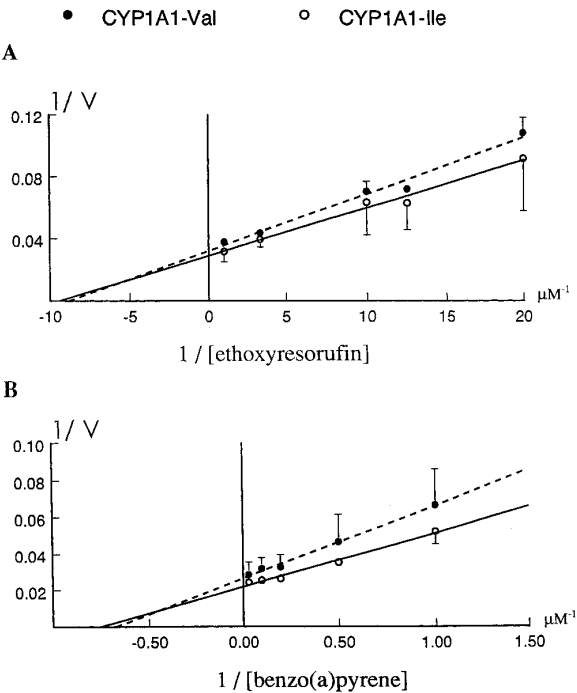 CYP1A1-Val CYP1A1-Ile
A
1/ V
0.12
0.08
0.04
-10 -5 0 5 10 15 20 µM-1
1 / [ethoxyresorufin]
B
1/ V
0.10
0.08
0.06
0.04
0.02
-0.50 0.00 0.50 1.00 1.50 µM-1
1 / [benzo(a)pyrene]